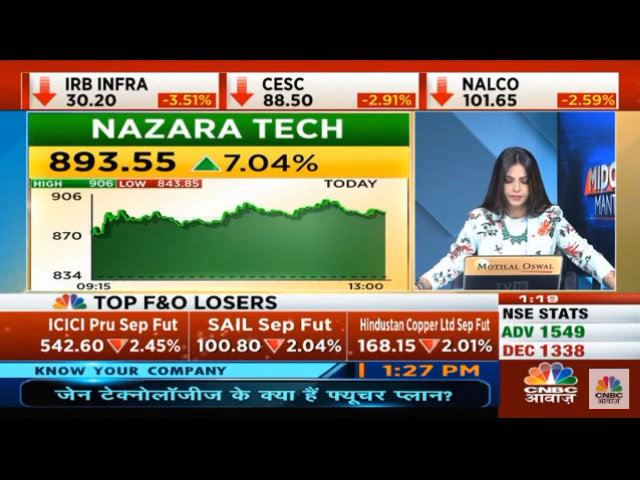 IRB INFRA
30.20 -3.51%
CESC
88.50 -2.91%
NALCO
101.65 -2.59%
NAZARA TECH
893.55 7.04%
HIGH 906 LOW 843.85 TODAY
906
870
834
09:15 13:00
MOTILAL OSWAL
TOP F&O LOSERS
ICICI Pru Sep Fut
542.60 2.45%
SAIL Sep Fut
100.80 2.04%
Hindustan Copper Ltd Sep Fut
168.15 2.01%
1:19
NSE STATS
ADV 1549
DEC 1338
KNOW YOUR COMPANY 1:27 PM
जेन टेक्नोलॉजीज के क्या हैं फ्यूचर प्लान?
CNBC
आवाज़
CNBC
आवाज़